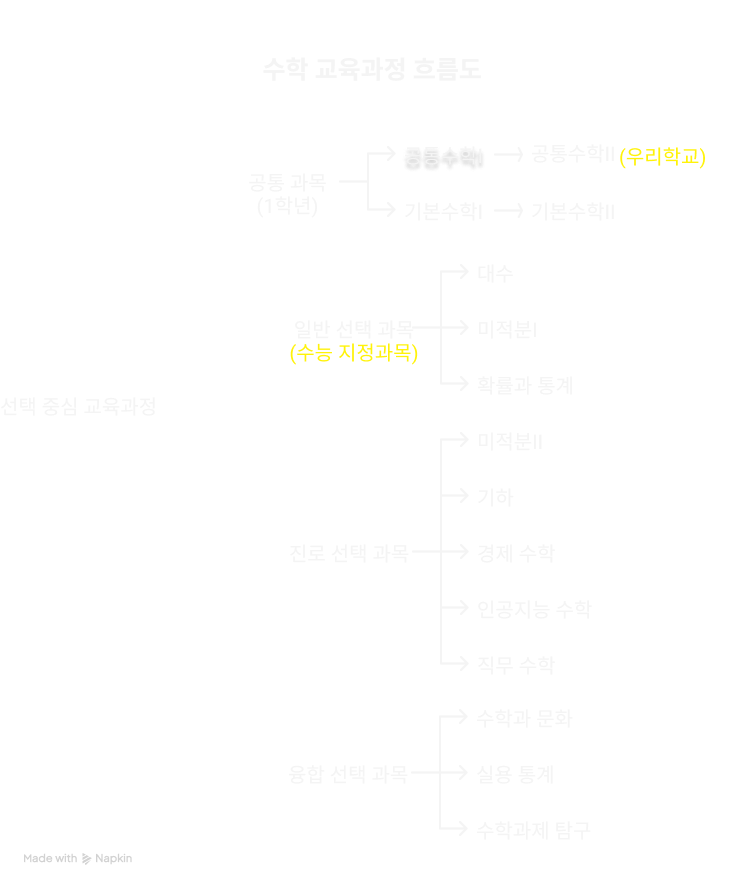 수학 교육과정 흐름도
공통 과목
(1학년)
공통수학I
공통수학II
(우리학교)
기본수학I
기본수학II
선택 중심 교육과정
일반 선택 과목
(수능 지정과목)
대수
미적분I
확률과 통계
진로 선택 과목
미적분II
기하
경제 수학
인공지능 수학
직무 수학
융합 선택 과목
수학과 문화
실용 통계
수학과제 탐구
Made with Napkin